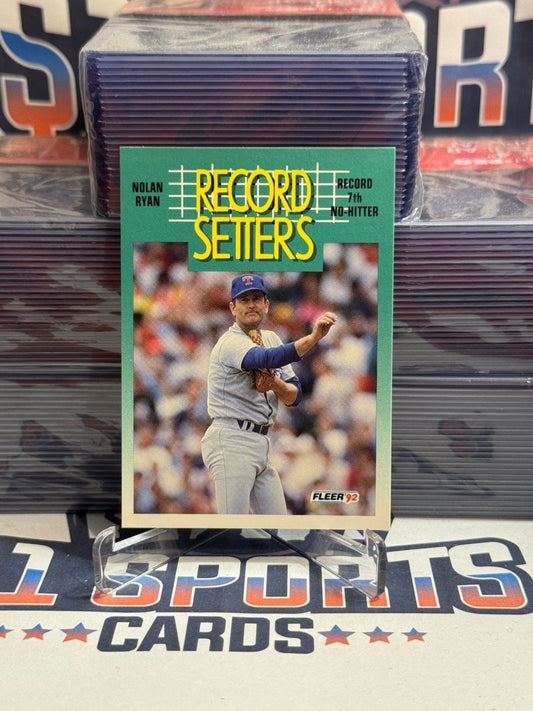 NOLAN
RYAN
RECORD
SETTERS
RECORD
7th
NO-HITTER
T
FLEER '92
1 SPORTS
CARDS